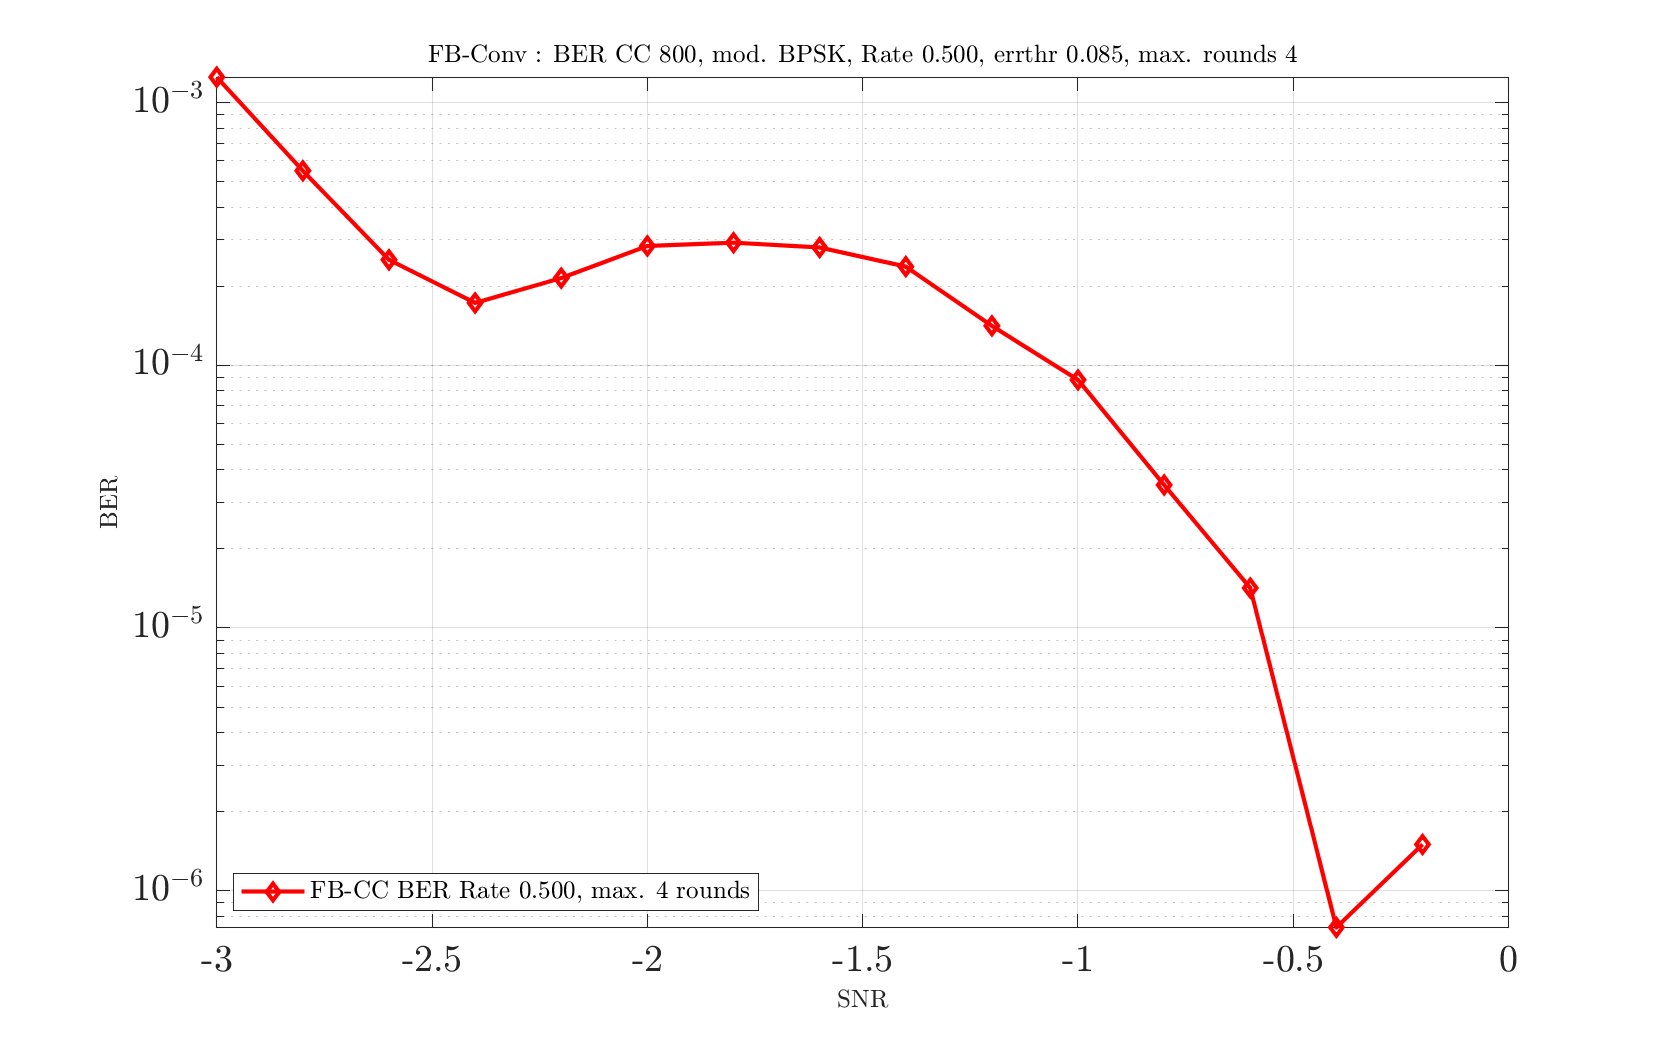 FB-Conv : BER CC 800, mod. BPSK, Rate 0.500, errthr 0.085, max. rounds 4
10^{-3}
10^{-4}
10^{-5}
10^{-6}
BER
FB-CC BER Rate 0.500, max. 4 rounds
-3 -2.5 -2 -1.5 -1 -0.5 0
SNR